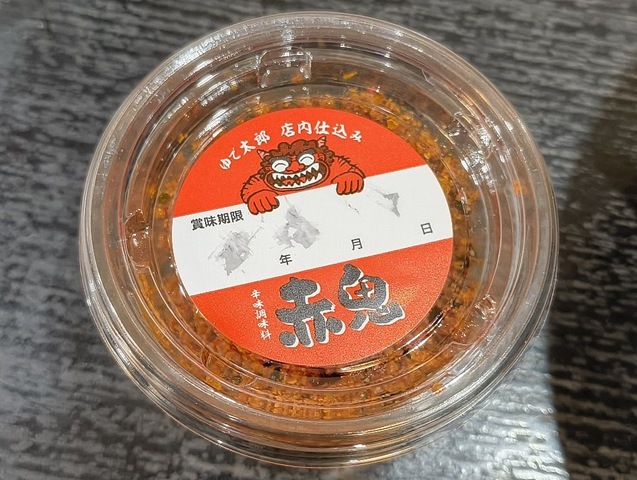 ゆで太郎 店内仕込み
賞味期限
年 月 日
辛味調味料
赤鬼